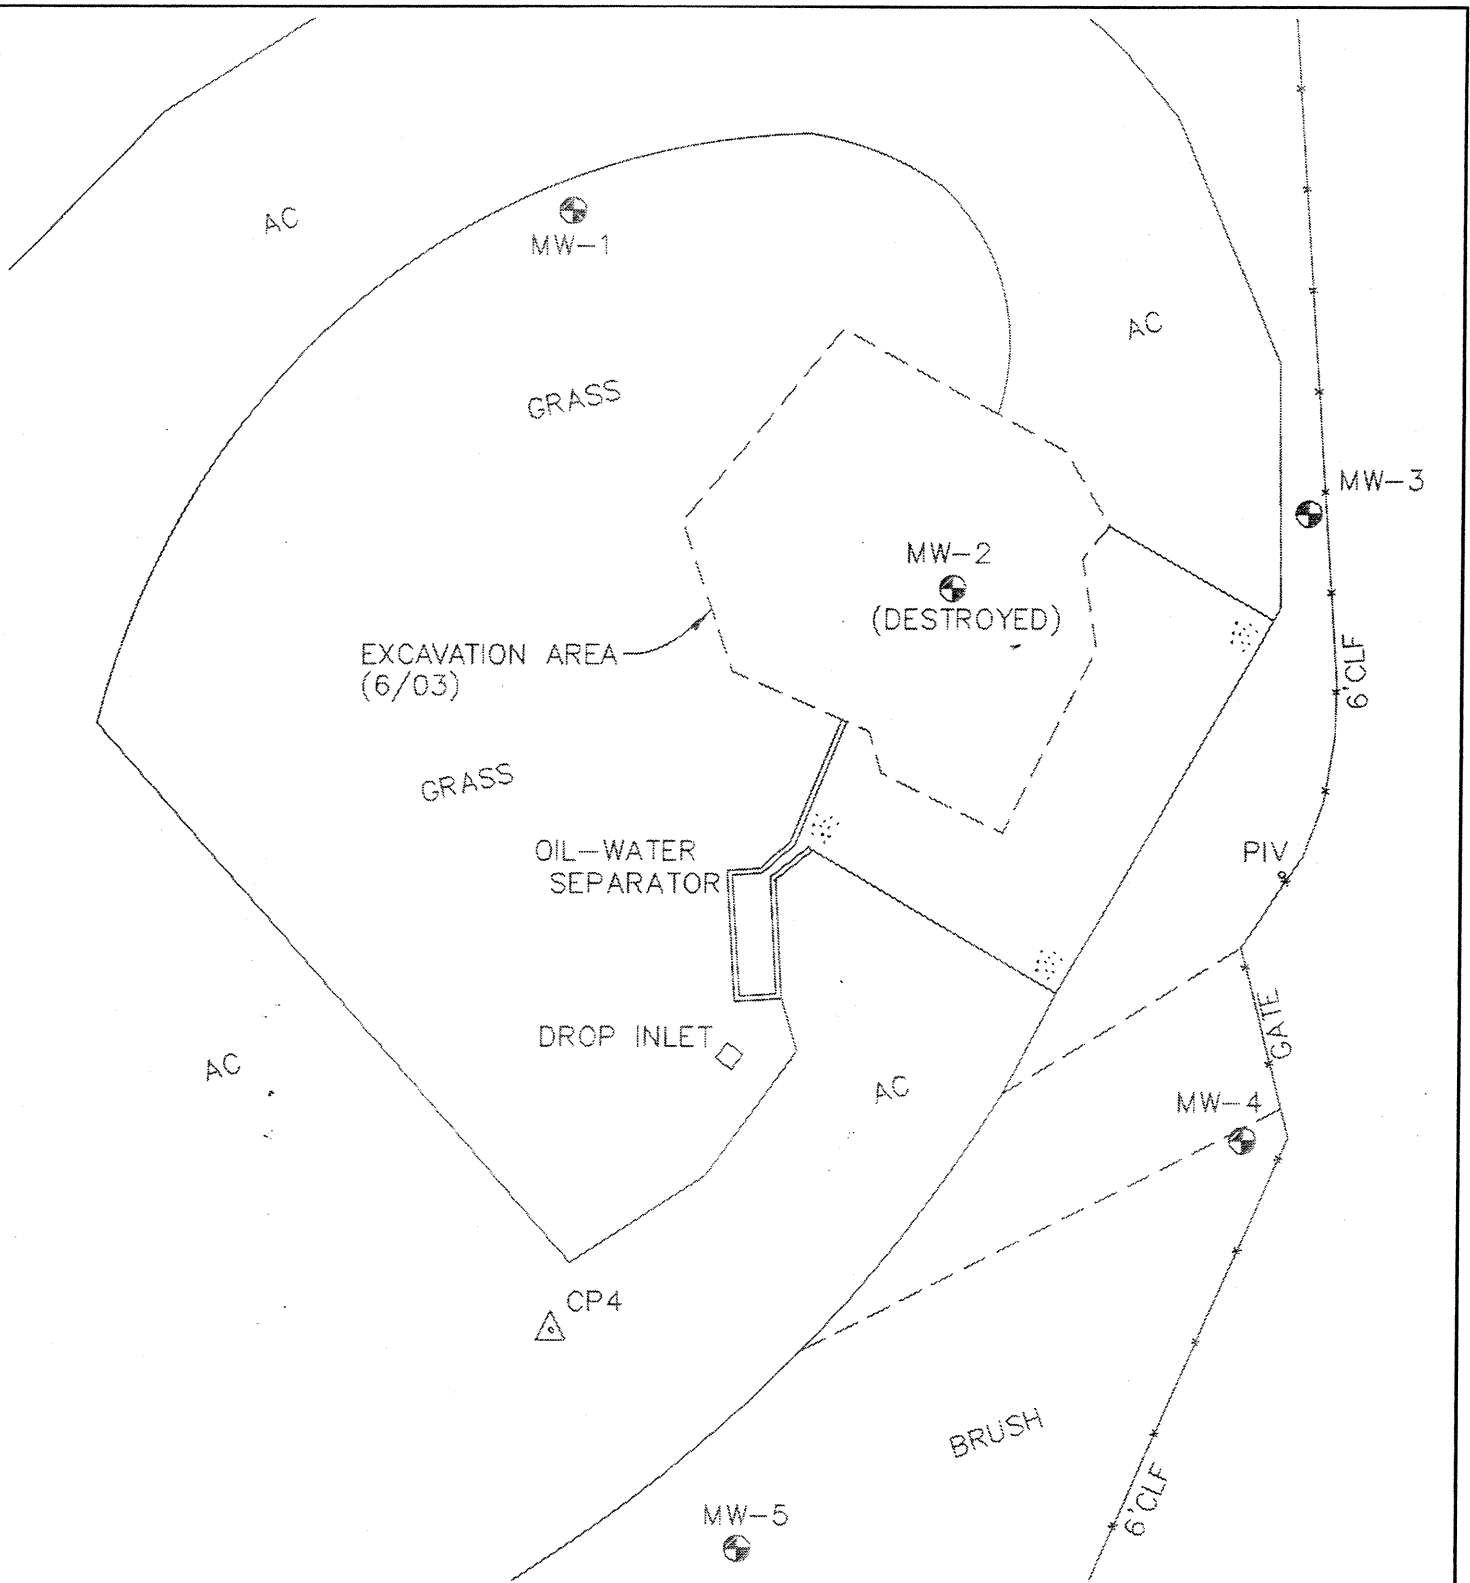 AC
MW-1
AC
GRASS
MW-3
MW-2
(DESTROYED)
EXCAVATION AREA
(6/03)
6'CLF
GRASS
OIL-WATER
SEPARATOR
PIV
DROP INLET
GATE
AC
AC
MW-4
CP4
BRUSH
6'CLF
MW-5